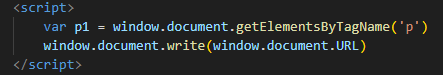 <script>
var p1 = window.document.getElementsByTagName('p')
window.document.write(window.document.URL)
</script>